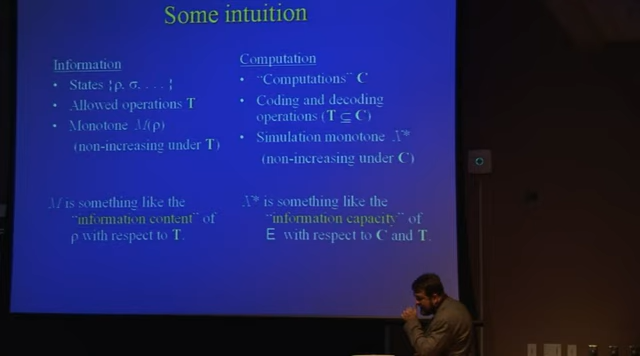 Some intuition
Information
• States {ρ, σ, . . . }
• Allowed operations T
• Monotone M(ρ)
(non-increasing under T)
M is something like the
“information content” of
ρ with respect to T.
Computation
• “Computations” C
• Coding and decoding
operations (T ⊆ C)
• Simulation monotone X*
(non-increasing under C)
X* is something like the
“information capacity” of
E with respect to C and T.